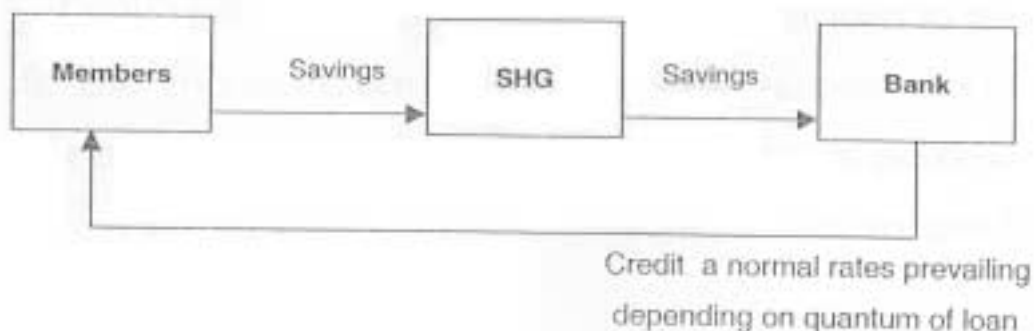 Members
Savings
SHG
Savings
Bank
Credit a normal rates prevailing
depending on quantum of loan